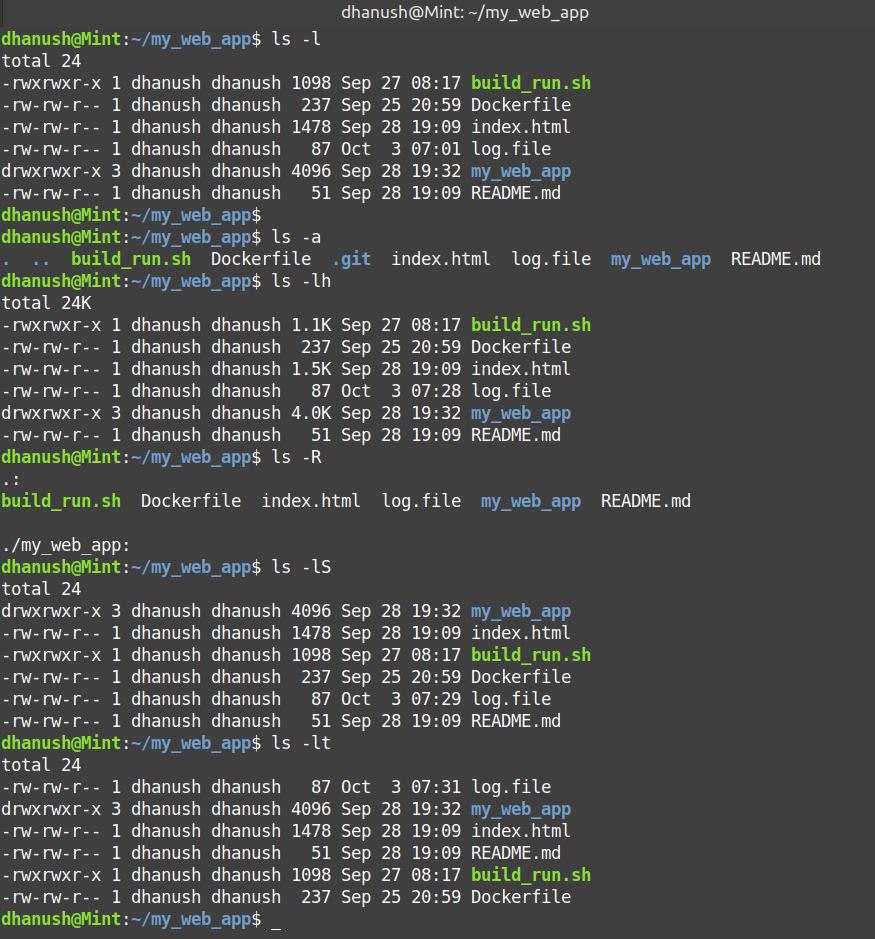 dhanush@Mint: ~/my_web_app
dhanush@Mint:~/my_web_app$ ls -l
total 24
-rwxrwxr-x 1 dhanush dhanush 1098 Sep 27 08:17 build_run.sh
-rw-rw-r-- 1 dhanush dhanush  237 Sep 25 20:59 Dockerfile
-rw-rw-r-- 1 dhanush dhanush 1478 Sep 28 19:09 index.html
-rw-rw-r-- 1 dhanush dhanush   87 Oct  3 07:01 log.file
drwxrwxr-x 3 dhanush dhanush 4096 Sep 28 19:32 my_web_app
-rw-rw-r-- 1 dhanush dhanush   51 Sep 28 19:09 README.md
dhanush@Mint:~/my_web_app$
dhanush@Mint:~/my_web_app$ ls -a
.  ..  build_run.sh  Dockerfile  .git  index.html  log.file  my_web_app  README.md
dhanush@Mint:~/my_web_app$ ls -lh
total 24K
-rwxrwxr-x 1 dhanush dhanush 1.1K Sep 27 08:17 build_run.sh
-rw-rw-r-- 1 dhanush dhanush  237 Sep 25 20:59 Dockerfile
-rw-rw-r-- 1 dhanush dhanush 1.5K Sep 28 19:09 index.html
-rw-rw-r-- 1 dhanush dhanush   87 Oct  3 07:28 log.file
drwxrwxr-x 3 dhanush dhanush 4.0K Sep 28 19:32 my_web_app
-rw-rw-r-- 1 dhanush dhanush   51 Sep 28 19:09 README.md
dhanush@Mint:~/my_web_app$ ls -R
.:
build_run.sh  Dockerfile  index.html  log.file  my_web_app  README.md

./my_web_app:
dhanush@Mint:~/my_web_app$ ls -lS
total 24
drwxrwxr-x 3 dhanush dhanush 4096 Sep 28 19:32 my_web_app
-rw-rw-r-- 1 dhanush dhanush 1478 Sep 28 19:09 index.html
-rwxrwxr-x 1 dhanush dhanush 1098 Sep 27 08:17 build_run.sh
-rw-rw-r-- 1 dhanush dhanush  237 Sep 25 20:59 Dockerfile
-rw-rw-r-- 1 dhanush dhanush   87 Oct  3 07:29 log.file
-rw-rw-r-- 1 dhanush dhanush   51 Sep 28 19:09 README.md
dhanush@Mint:~/my_web_app$ ls -lt
total 24
-rw-rw-r-- 1 dhanush dhanush   87 Oct  3 07:31 log.file
drwxrwxr-x 3 dhanush dhanush 4096 Sep 28 19:32 my_web_app
-rw-rw-r-- 1 dhanush dhanush 1478 Sep 28 19:09 index.html
-rw-rw-r-- 1 dhanush dhanush   51 Sep 28 19:09 README.md
-rwxrwxr-x 1 dhanush dhanush 1098 Sep 27 08:17 build_run.sh
-rw-rw-r-- 1 dhanush dhanush  237 Sep 25 20:59 Dockerfile
dhanush@Mint:~/my_web_app$ _